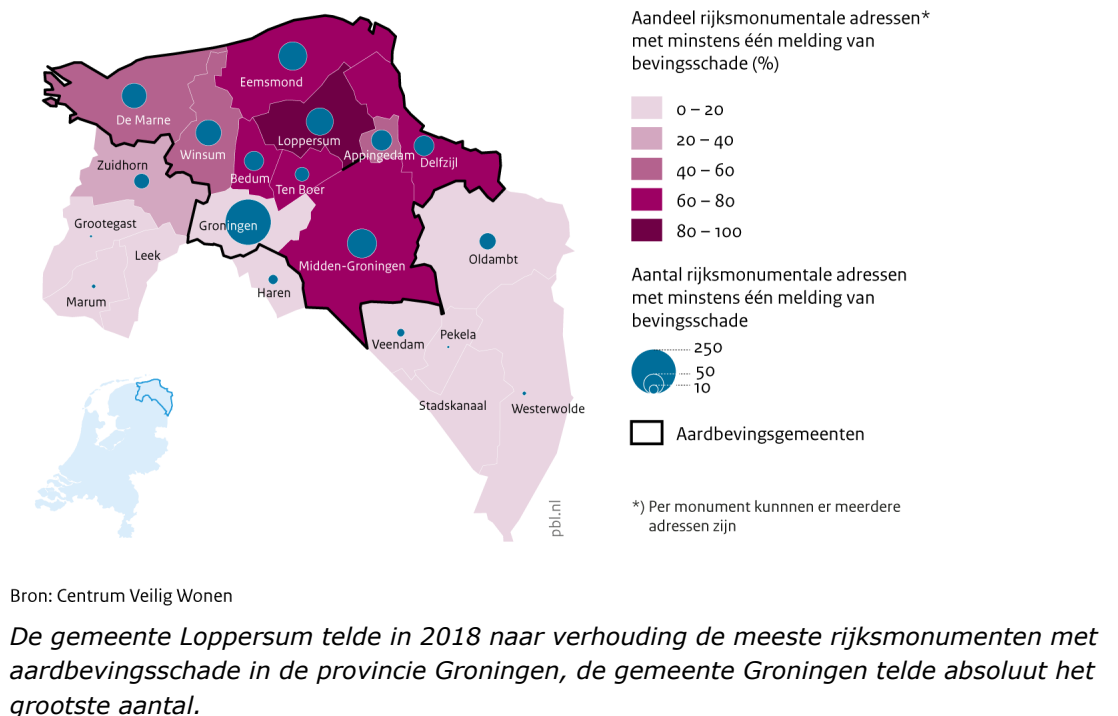 Aandeel rijksmonumentale adressen*
met minstens één melding van
bevingsschade (%)
0 – 20
20 – 40
40 – 60
60 – 80
80 – 100
Aantal rijksmonumentale adressen
met minstens één melding van
bevingsschade
250
50
10
Aardbevingsgemeenten
*) Per monument kunnnen er meerdere
adressen zijn
Eemsmond
De Marne
Winsum
Loppersum
Appingedam
Delfzijl
Zuidhorn
Bedum
Ten Boer
Grootegast
Groningen
Leek
Midden-Groningen
Oldambt
Marum
Haren
Veendam
Pekela
Stadskanaal
Westerwolde
pbl.nl
Bron: Centrum Veilig Wonen
De gemeente Loppersum telde in 2018 naar verhouding de meeste rijksmonumenten met
aardbevingsschade in de provincie Groningen, de gemeente Groningen telde absoluut het
grootste aantal.